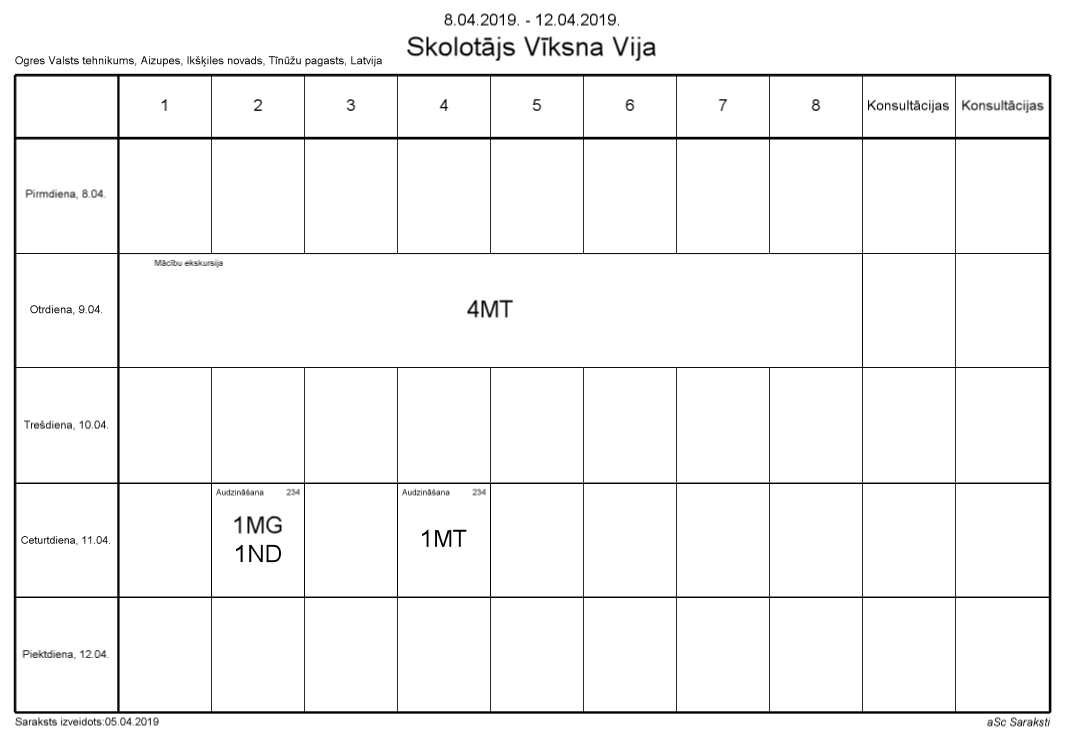 8.04.2019. - 12.04.2019.
Skolotājs Vīksna Vija
Ogres Valsts tehnikums, Aizupes, Ikšķiles novads, Tīnūžu pagasts, Latvija
1 2 3 4 5 6 7 8 Konsultācijas Konsultācijas
Pirmdiena, 8.04.
Mācību ekskursija
Otrdiena, 9.04. 4MT
Trešdiena, 10.04.
Audzināšana 234 Audzināšana 234
1MG
Ceturtdiena, 11.04. 1MT
1ND
Piektdiena, 12.04.
Saraksts izveidots:05.04.2019 aSc Saraksti